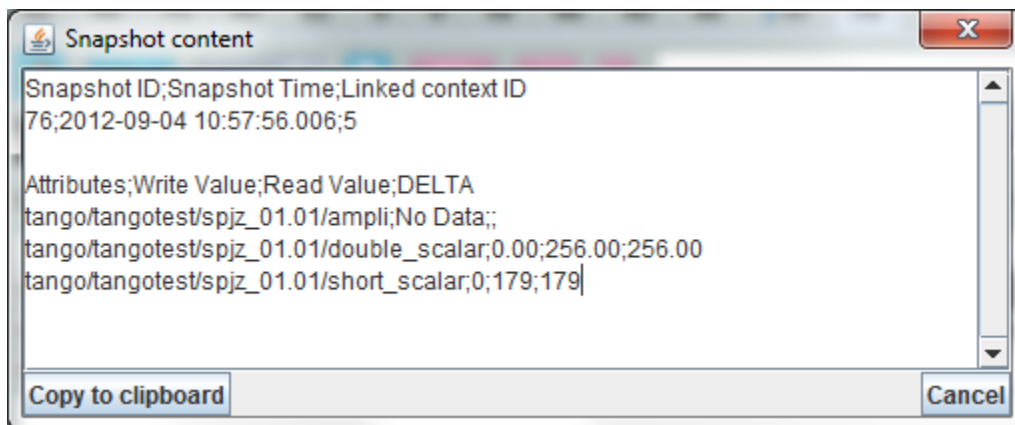 Snapshot content
Snapshot ID;Snapshot Time;Linked context ID
76;2012-09-04 10:57:56.006;5
Attributes;Write Value;Read Value;DELTA
tango/tangotest/spjz_01.01/ampli;No Data;;
tango/tangotest/spjz_01.01/double_scalar;0.00;256.00;256.00
tango/tangotest/spjz_01.01/short_scalar;0;179;179
Copy to clipboard Cancel